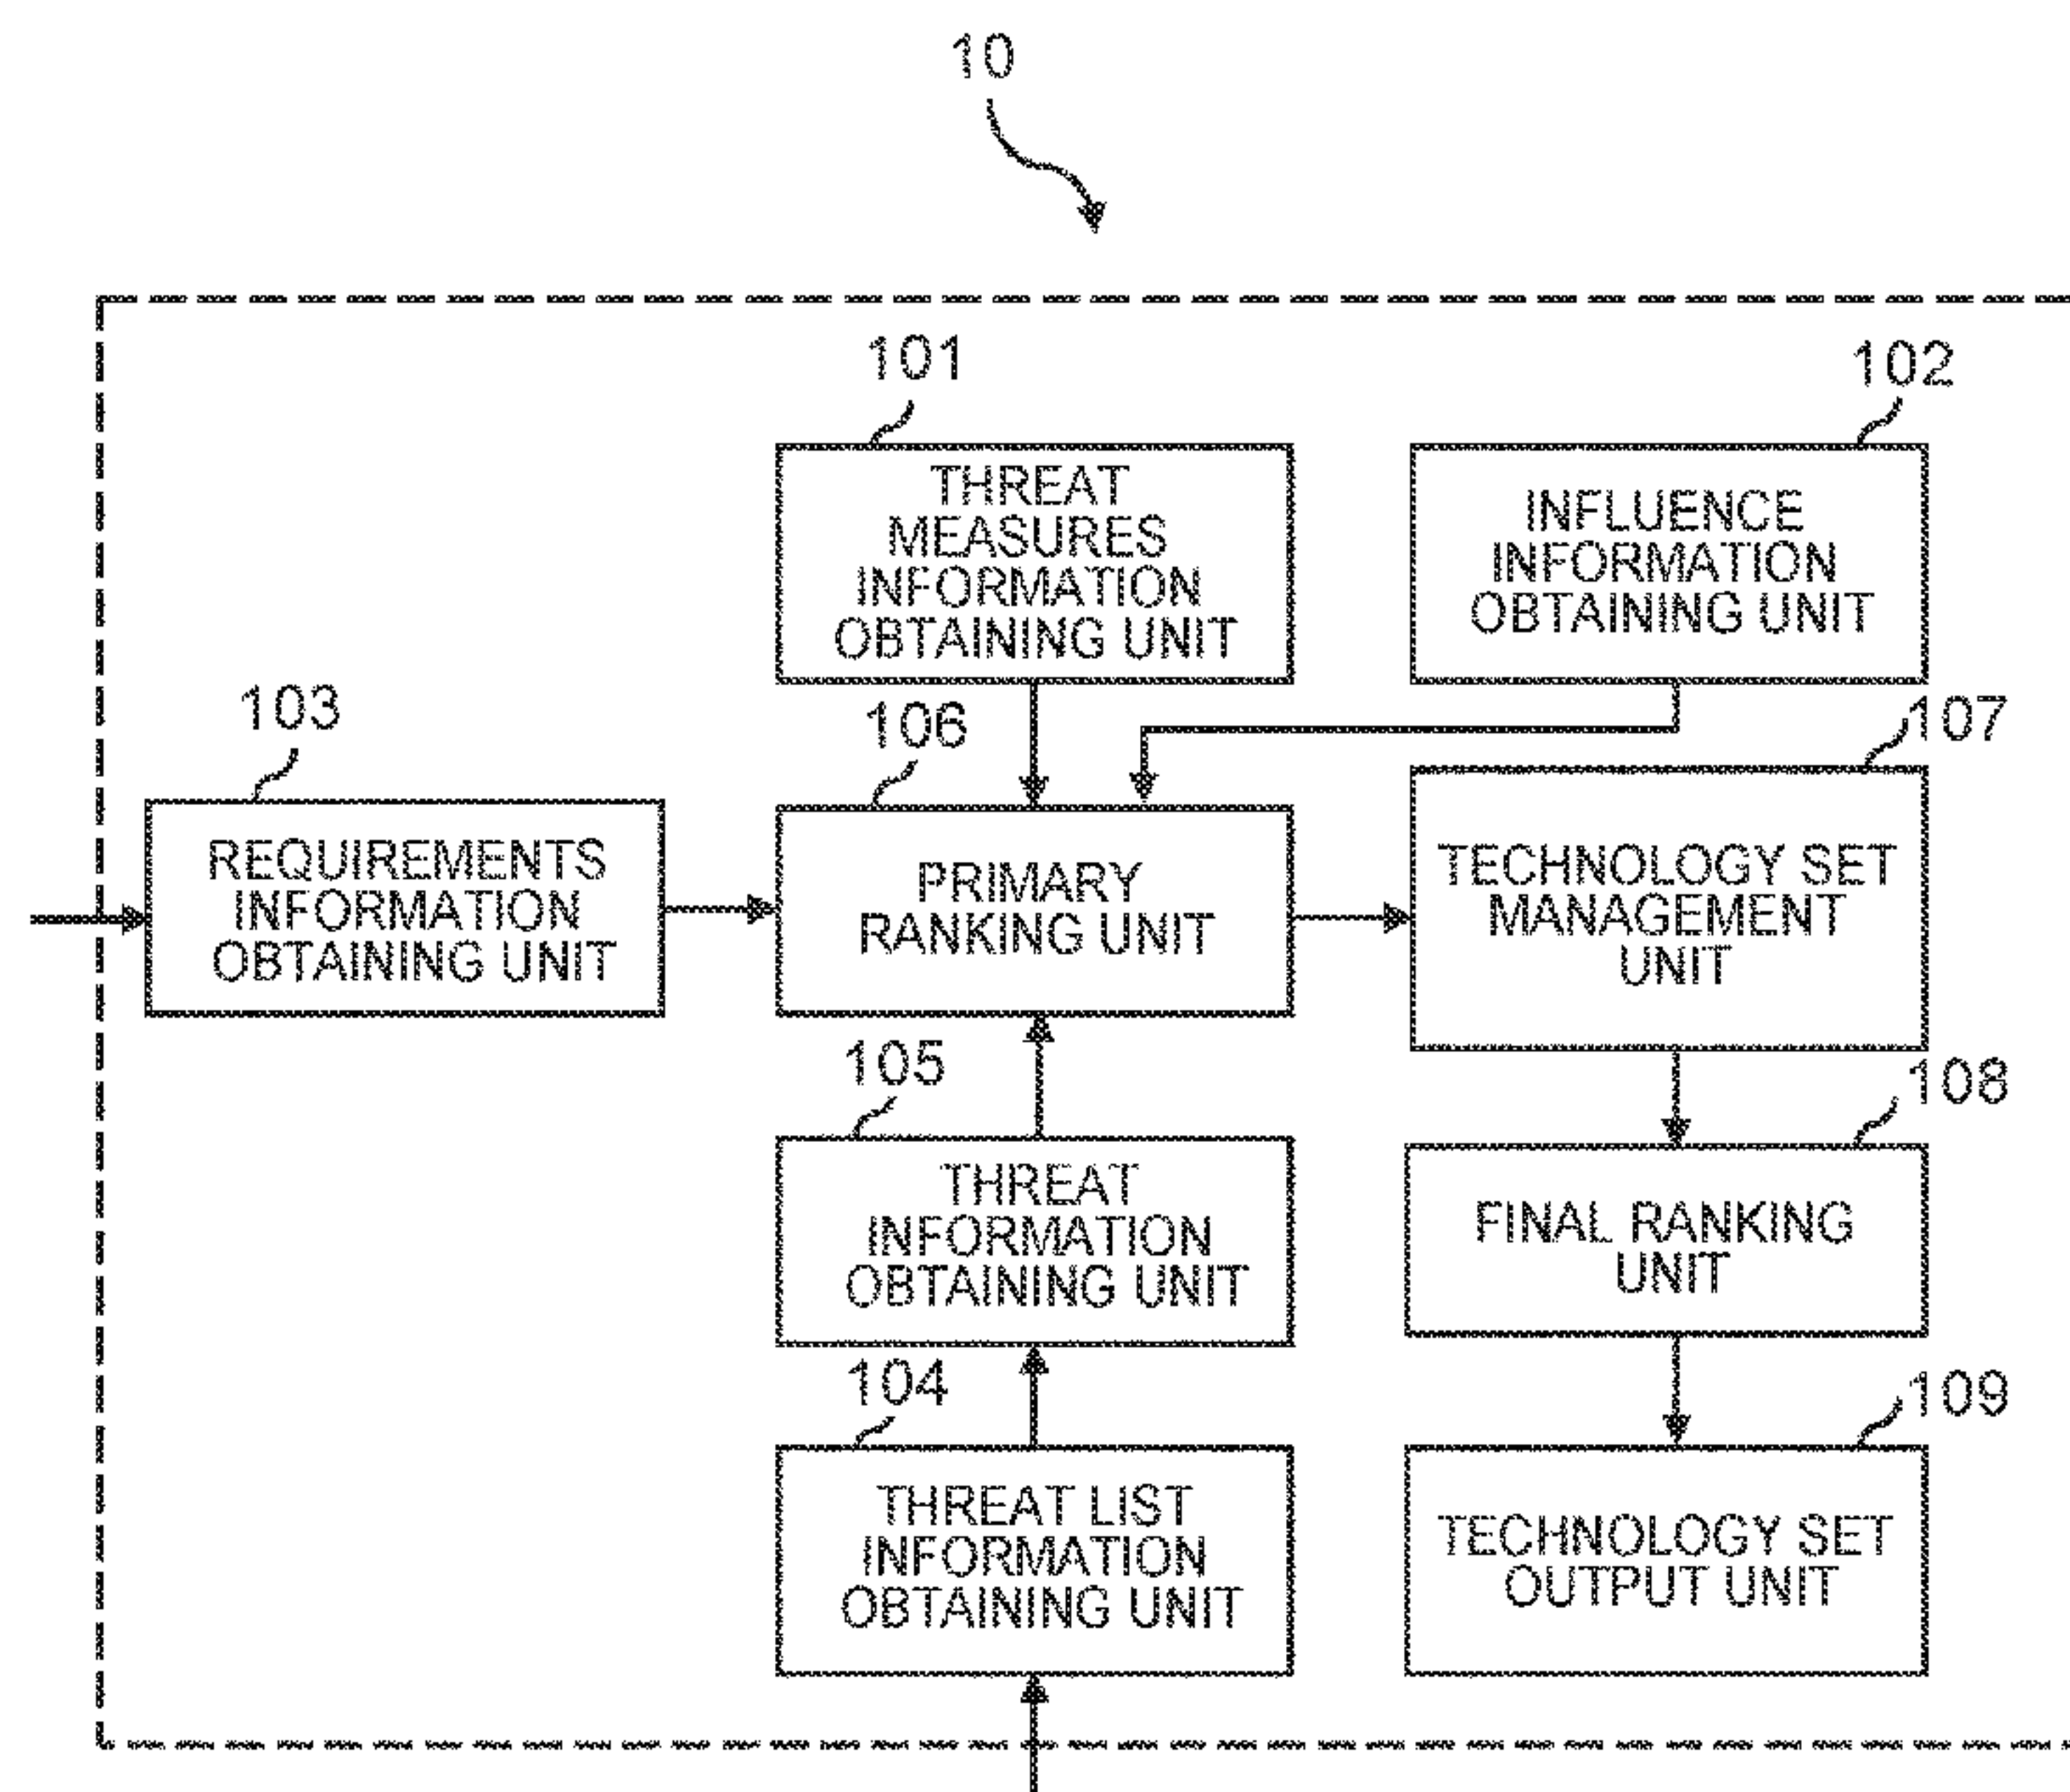 10
101
THREAT
MEASURES
INFORMATION
OBTAINING UNIT
102
INFLUENCE
INFORMATION
OBTAINING UNIT
103
REQUIREMENTS
INFORMATION
OBTAINING UNIT
106
PRIMARY
RANKING UNIT
107
TECHNOLOGY SET
MANAGEMENT
UNIT
105
THREAT
INFORMATION
OBTAINING UNIT
108
FINAL RANKING
UNIT
104
THREAT LIST
INFORMATION
OBTAINING UNIT
109
TECHNOLOGY SET
OUTPUT UNIT